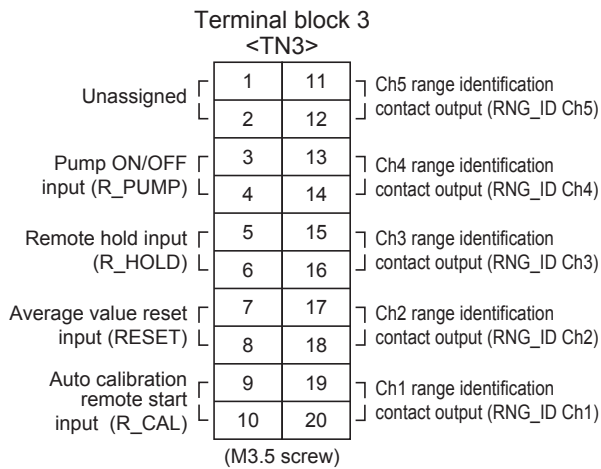 Terminal block 3
<TN3>
Unassigned
1
11
Ch5 range identification
2
12
contact output (RNG_ID Ch5)
Pump ON/OFF
3
13
Ch4 range identification
input (R_PUMP)
4
14
contact output (RNG_ID Ch4)
Remote hold input
5
15
Ch3 range identification
(R_HOLD)
6
16
contact output (RNG_ID Ch3)
Average value reset
7
17
Ch2 range identification
input (RESET)
8
18
contact output (RNG_ID Ch2)
Auto calibration
remote start
9
19
Ch1 range identification
input (R_CAL)
10
20
contact output (RNG_ID Ch1)
(M3.5 screw)